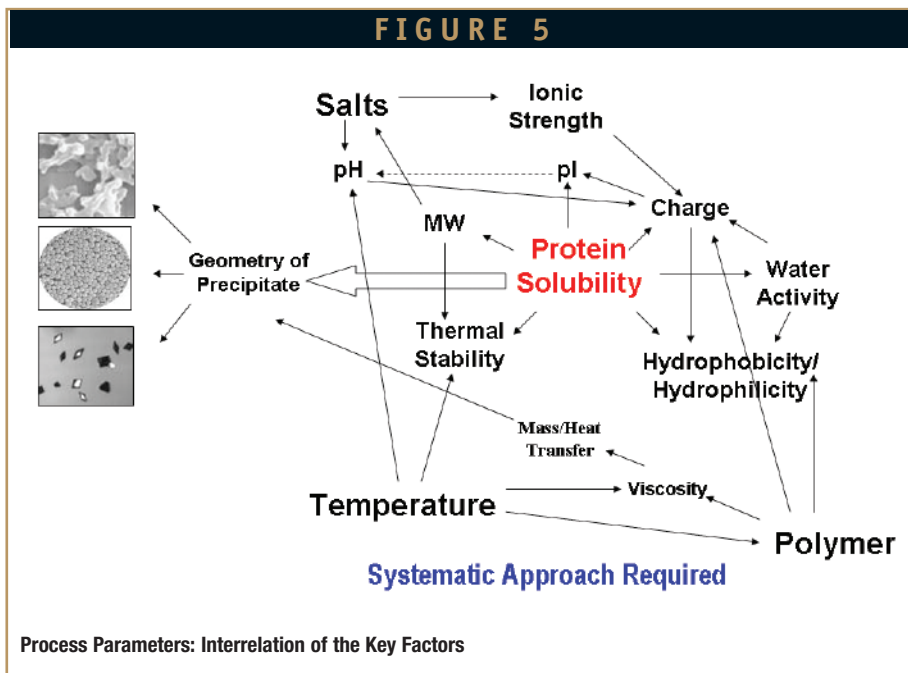 FIGURE 5
Salts
Ionic
Strength
pH
pI
Charge
MW
Protein
Solubility
Geometry of
Precipitate
Water
Activity
Thermal
Stability
Hydrophobicity/
Hydrophilicity
Mass/Heat
Transfer
Viscosity
Temperature
Polymer
Systematic Approach Required
Process Parameters: Interrelation of the Key Factors